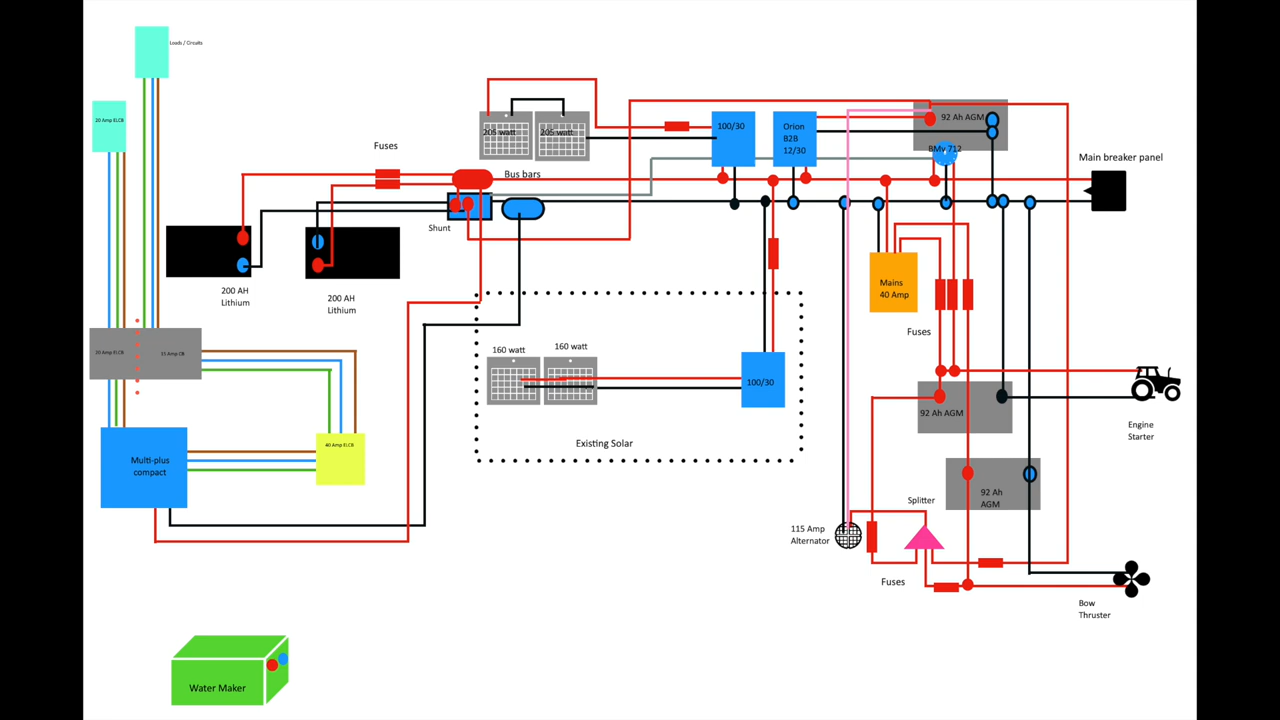 Loads / Circuits
20 Amp ELCB
Fuses
205 watt
205 watt
100/30
Orion
B2B
12/30
92 Ah AGM
BMv 712
Main breaker panel
Bus bars
Shunt
200 AH
Lithium
200 AH
Lithium
Mains
40 Amp
Fuses
15 Amp CB
160 watt
160 watt
100/30
92 Ah AGM
Engine
Starter
40 Amp ELCB
Existing Solar
Multi-plus
compact
92 Ah
AGM
Splitter
115 Amp
Alternator
Fuses
Bow
Thruster
Water Maker